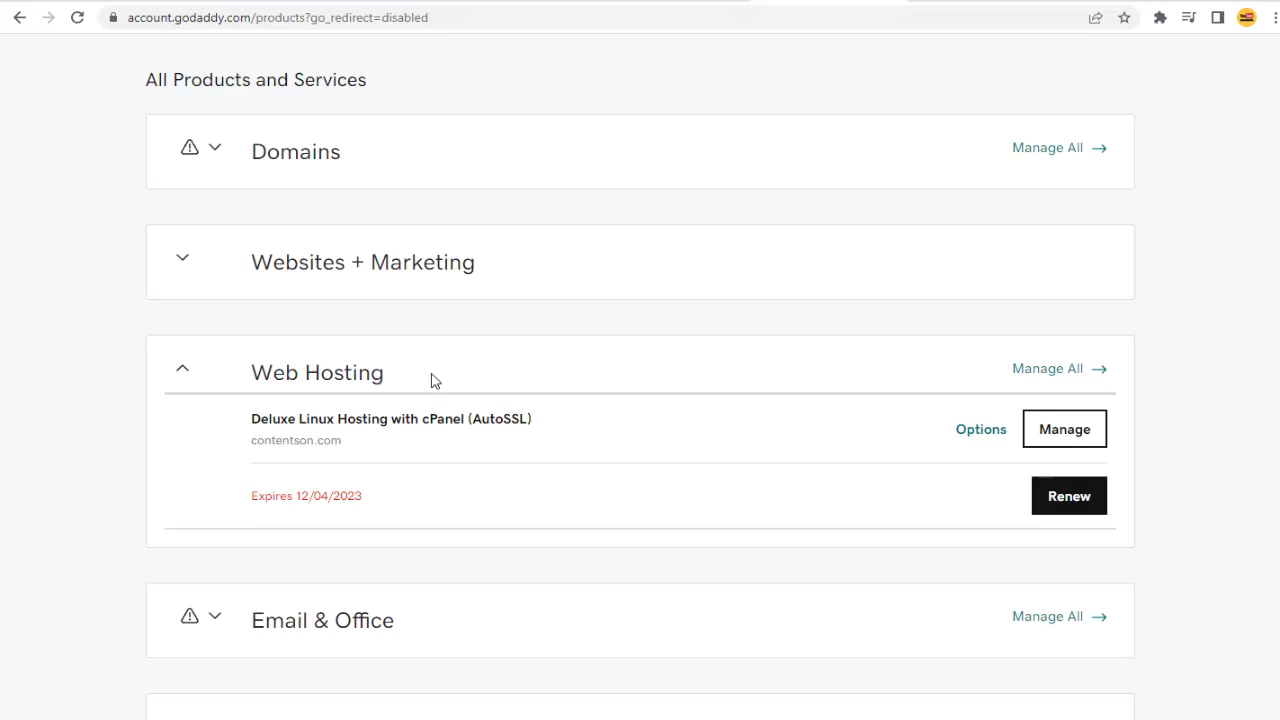 account.godaddy.com/products?go_redirect=disabled
All Products and Services
Domains
Manage All →
Websites + Marketing
Web Hosting
Manage All →
Deluxe Linux Hosting with cPanel (AutoSSL)
contentson.com
Options
Manage
Expires 12/04/2023
Renew
Email & Office
Manage All →